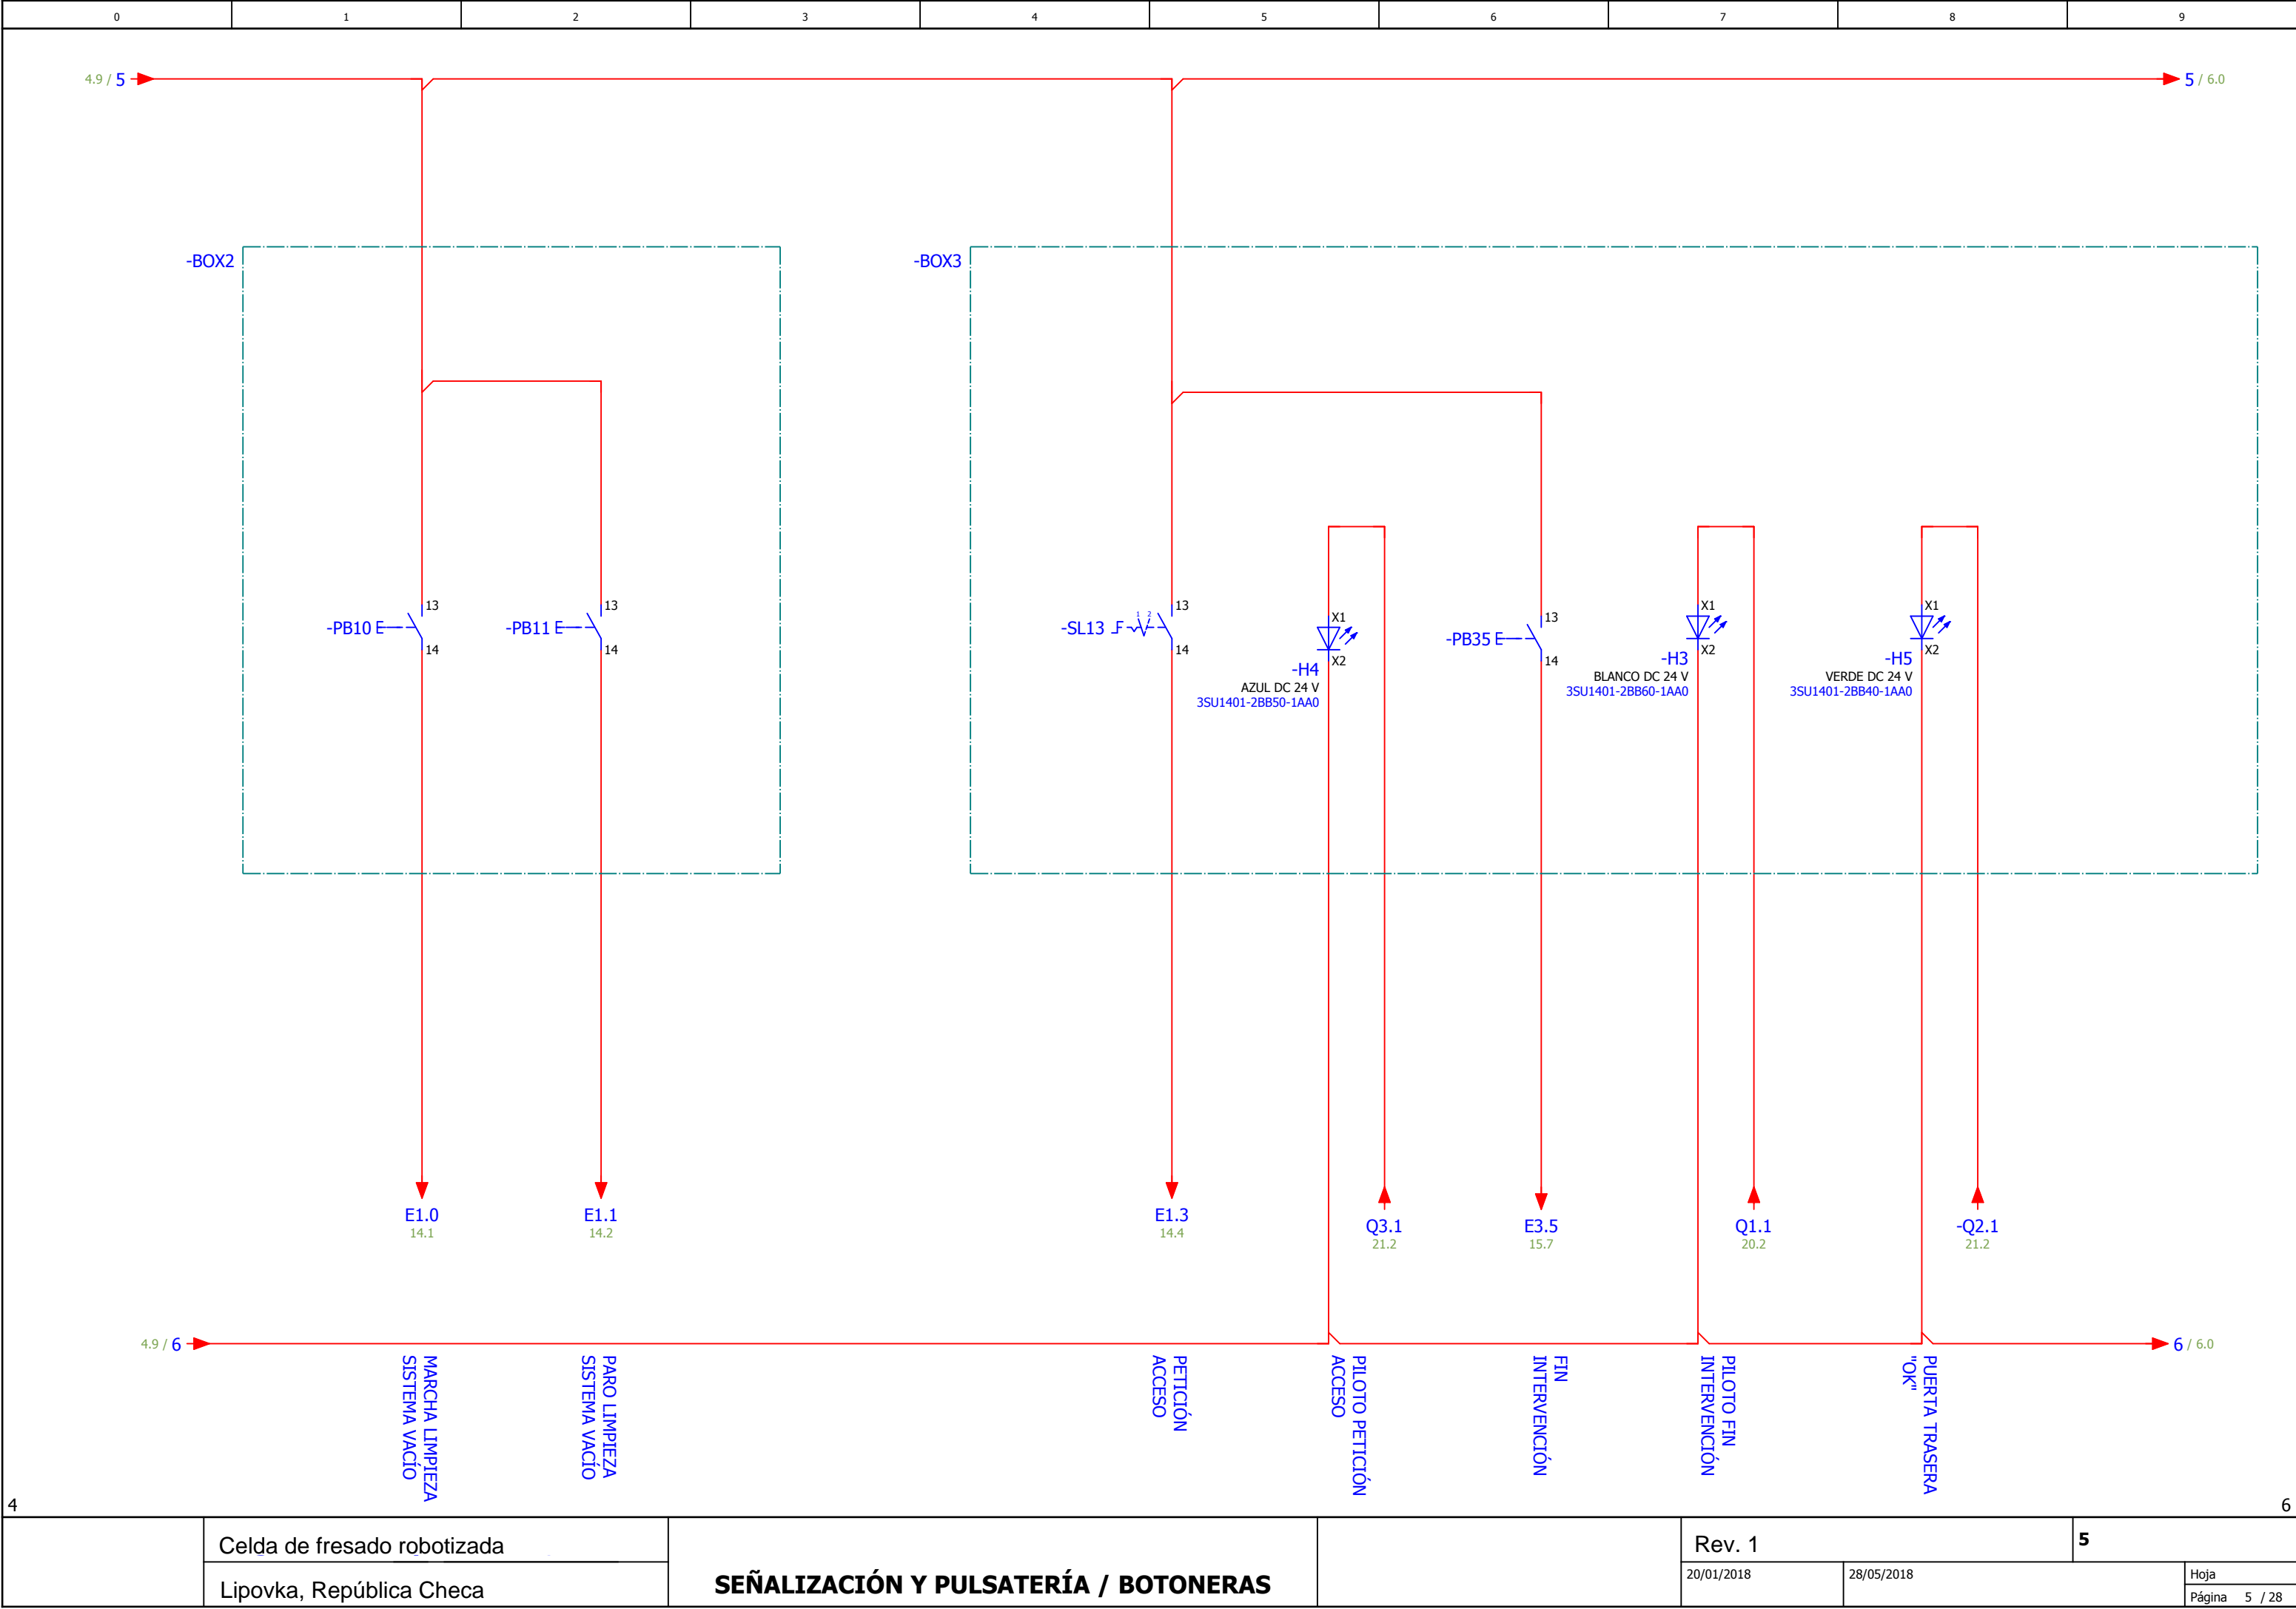 0 1 2 3 4 5 6 7 8 9
4.9 / 5
5 / 6.0
-BOX2
-BOX3
-PB10
13
14
-PB11
13
14
-SL13
1 2
13
14
X1
X2
-H4
AZUL DC 24 V
3SU1401-2BB50-1AA0
-PB35
13
14
X1
X2
-H3
BLANCO DC 24 V
3SU1401-2BB60-1AA0
X1
X2
-H5
VERDE DC 24 V
3SU1401-2BB40-1AA0
E1.0
14.1
E1.1
14.2
E1.3
14.4
Q3.1
21.2
E3.5
15.7
Q1.1
20.2
-Q2.1
21.2
4.9 / 6
6 / 6.0
MARCHA LIMPIEZA
SISTEMA VACÍO
PARO LIMPIEZA
SISTEMA VACÍO
PETICIÓN
ACCESO
PILOTO PETICIÓN
ACCESO
FIN
INTERVENCIÓN
PILOTO FIN
INTERVENCIÓN
PUERTA TRASERA
"OK"
4
6
Celda de fresado robotizada
Lipovka, República Checa
SEÑALIZACIÓN Y PULSATERÍA / BOTONERAS
Rev. 1
5
20/01/2018
28/05/2018
Hoja
Página 5 / 28